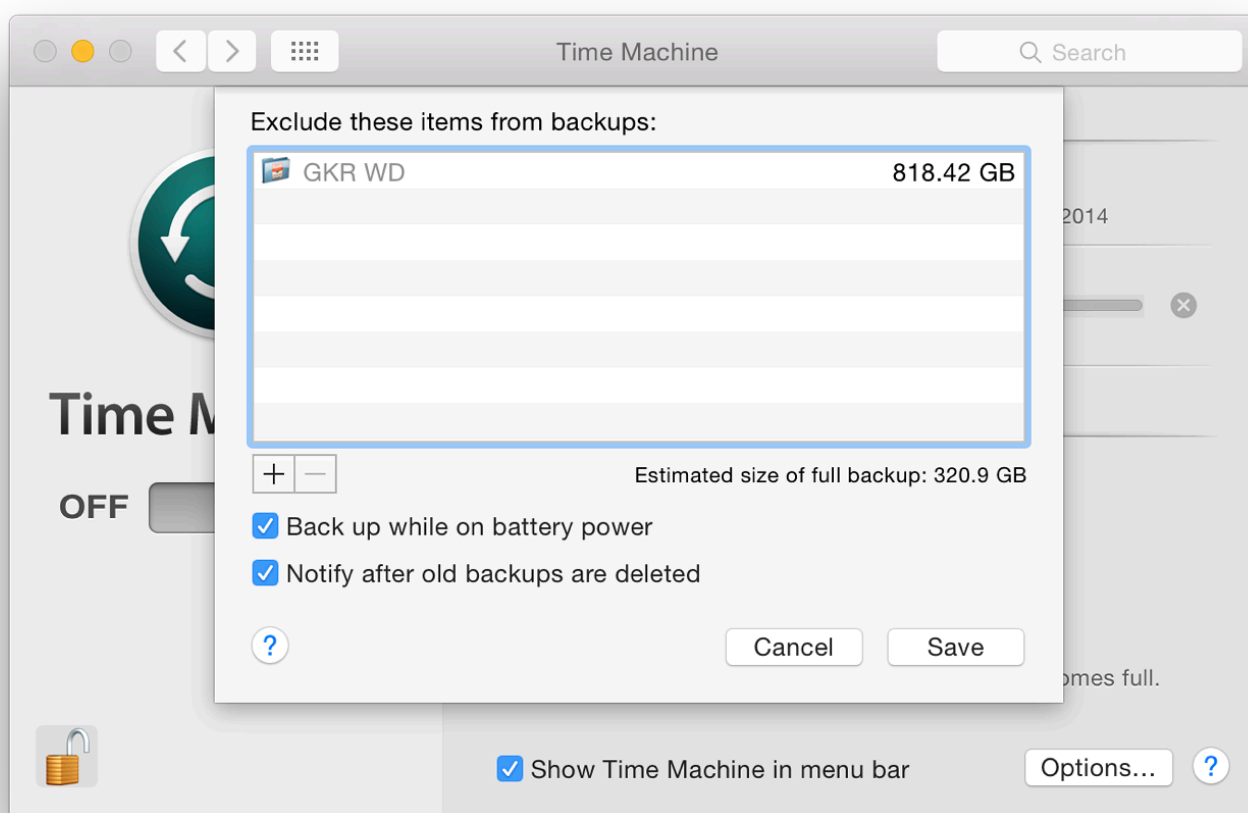 Time Machine
Search
Exclude these items from backups:
GKR WD 818.42 GB
2014
Time M
Estimated size of full backup: 320.9 GB
OFF
Back up while on battery power
Notify after old backups are deleted
? Cancel Save
omes full.
Show Time Machine in menu bar Options... ?